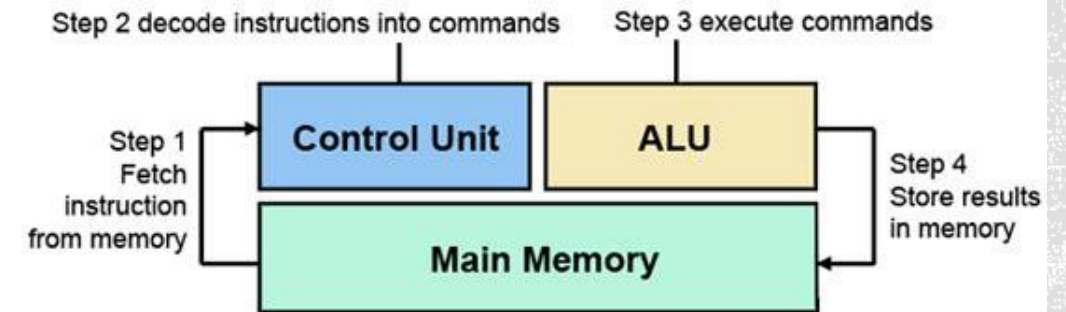 Step 2 decode instructions into commands
Step 3 execute commands
Control Unit
ALU
Step 1
Fetch
instruction
from memory
Step 4
Store results
in memory
Main Memory